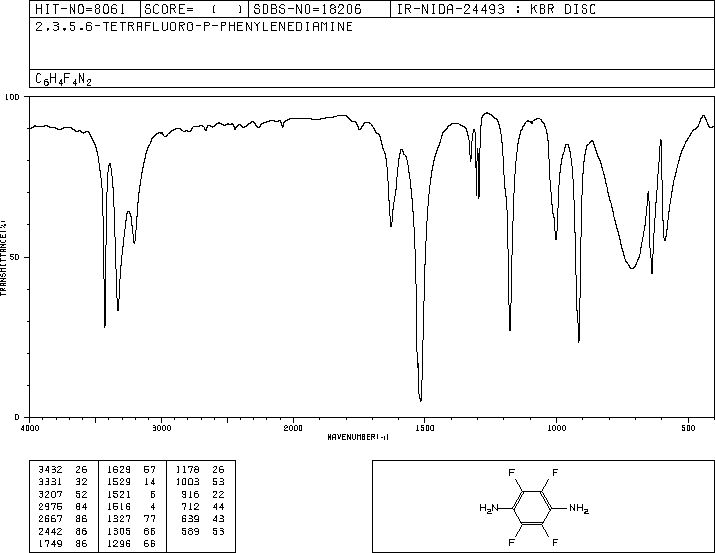 HIT-NO=8061 SCORE= ( ) SDBS-NO=18206 IR-NIDA-24493 : KBR DISC
2,3,5,6-TETRAFLUORO-P-PHENYLENEDIAMINE
C6H4F4N2
100
50
0
TRANSMITTANCE(%)
4000 3000 2000 1500 1000 500
WAVENUMBER(-1)
3432 26 1629 57 1178 26
3331 32 1529 14 1003 53
3207 52 1521 6 916 22
2975 84 1516 4 712 44
2667 86 1327 77 639 43
2442 86 1305 66 589 53
1749 86 1296 66
F F
H2N NH2
F F